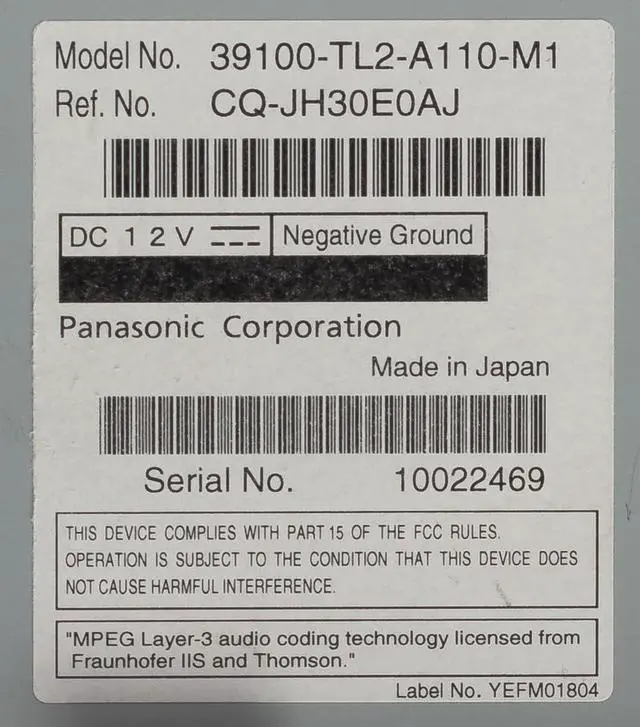 Model No. 39100-TL2-A110-M1
Ref. No. CQ-JH30E0AJ
DC 12V Negative Ground
Panasonic Corporation
Made in Japan
Serial No. 10022469
THIS DEVICE COMPLIES WITH PART 15 OF THE FCC RULES.
OPERATION IS SUBJECT TO THE CONDITION THAT THIS DEVICE DOES
NOT CAUSE HARMFUL INTERFERENCE.
"MPEG Layer-3 audio coding technology licensed from
Fraunhofer IIS and Thomson."
Label No. YEFM01804